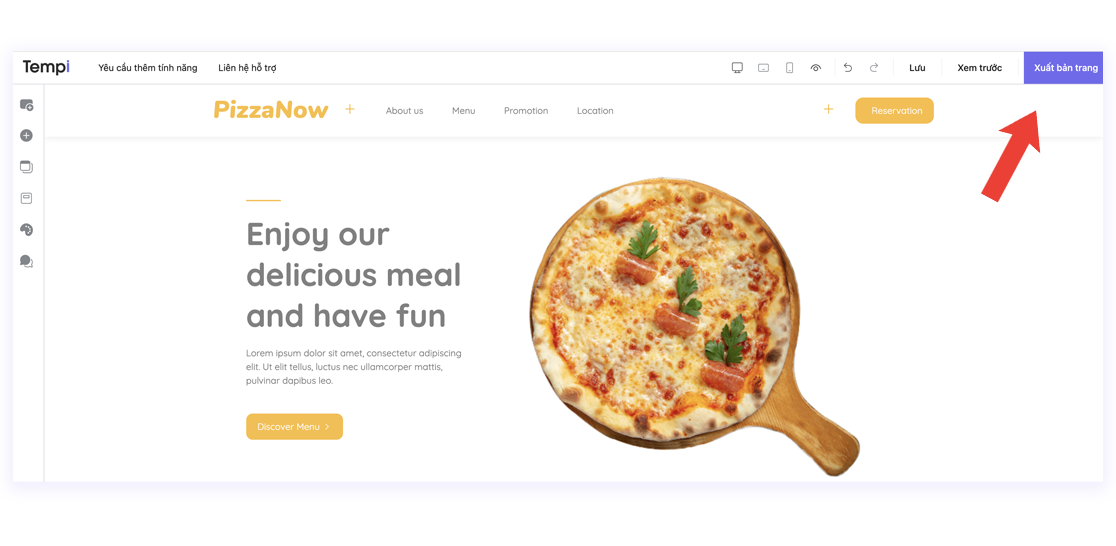 Tempi Yêu cầu thêm tính năng Liên hệ hỗ trợ Lưu Xem trước Xuất bản trang
PizzaNow About us Menu Promotion Location Reservation
Enjoy our
delicious meal
and have fun
Lorem ipsum dolor sit amet, consectetur adipiscing
elit. Ut elit tellus, luctus nec ullamcorper mattis,
pulvinar dapibus leo.
Discover Menu